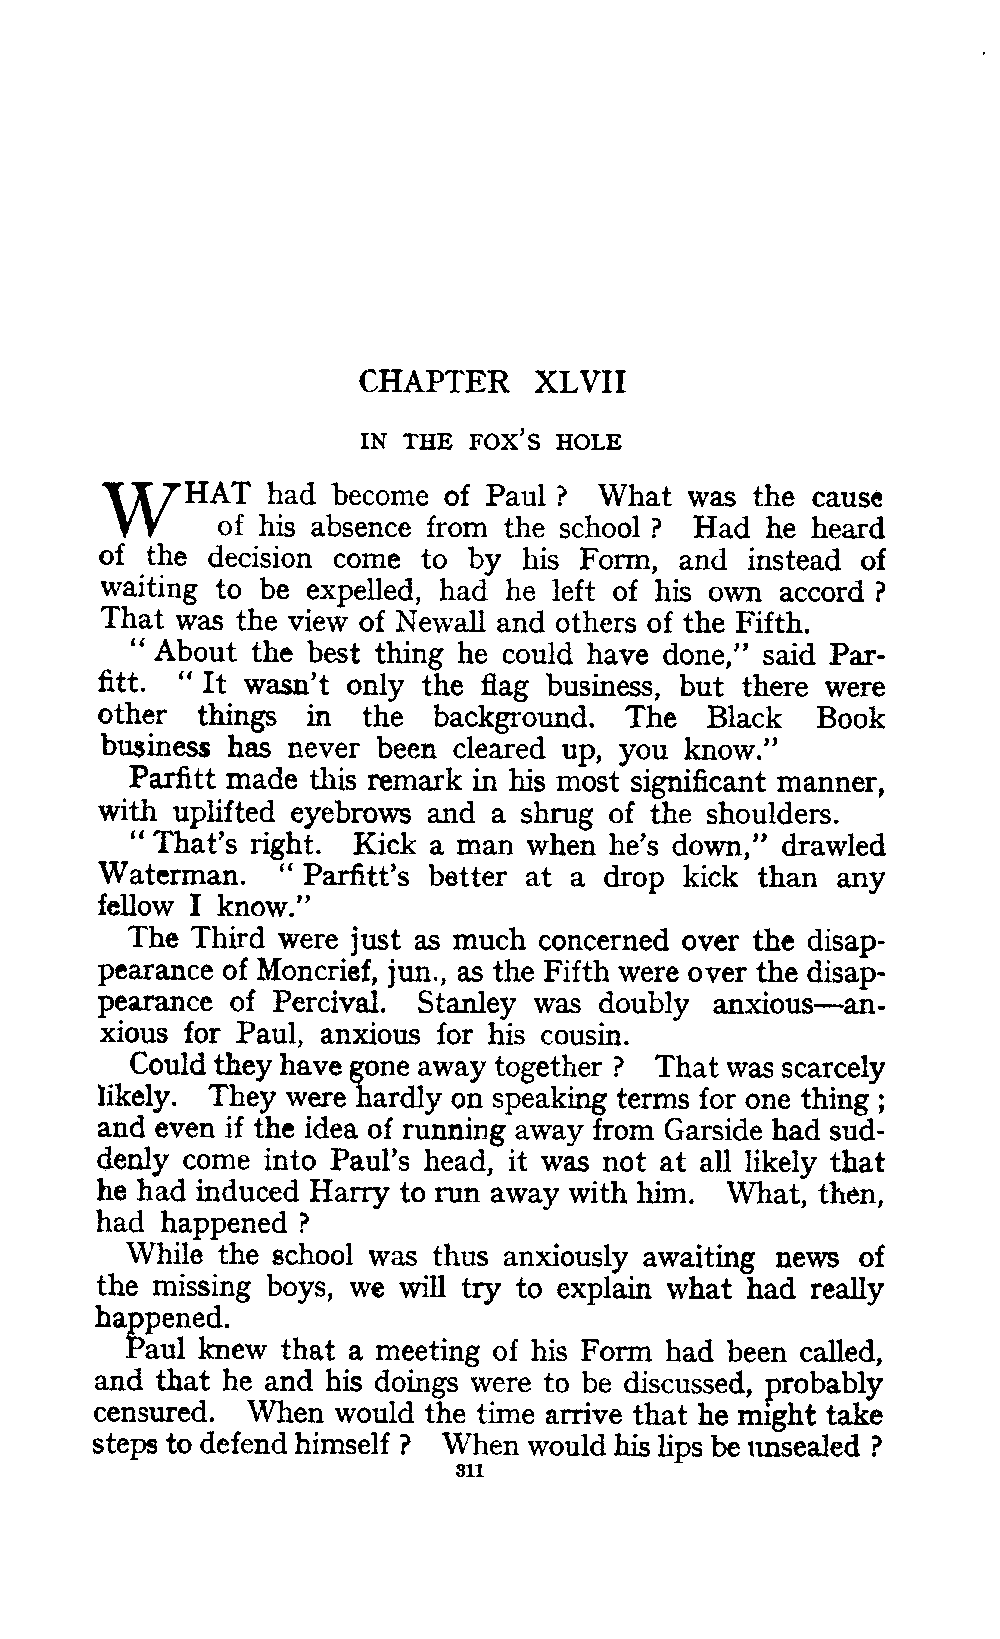 CHAPTER XLVII
IN THE FOX'S HOLE
WHAT had become of Paul ? What was the cause
of his absence from the school ? Had he heard
of the decision come to by his Form, and instead of
waiting to be expelled, had he left of his own accord ?
That was the view of Newall and others of the Fifth.
“ About the best thing he could have done,” said Par-
fitt. “ It wasn't only the flag business, but there were
other things in the background. The Black Book
business has never been cleared up, you know.”
Parfitt made this remark in his most significant manner,
with uplifted eyebrows and a shrug of the shoulders.
“ That's right. Kick a man when he's down,” drawled
Waterman. “ Parfitt's better at a drop kick than any
fellow I know.”
The Third were just as much concerned over the disap-
pearance of Moncrief, jun., as the Fifth were over the disap-
pearance of Percival. Stanley was doubly anxious—an-
xious for Paul, anxious for his cousin.
Could they have gone away together ? That was scarcely
likely. They were hardly on speaking terms for one thing ;
and even if the idea of running away from Garside had sud-
denly come into Paul's head, it was not at all likely that
he had induced Harry to run away with him. What, then,
had happened ?
While the school was thus anxiously awaiting news of
the missing boys, we will try to explain what had really
happened.
Paul knew that a meeting of his Form had been called,
and that he and his doings were to be discussed, probably
censured. When would the time arrive that he might take
steps to defend himself ? When would his lips be unsealed ?
311